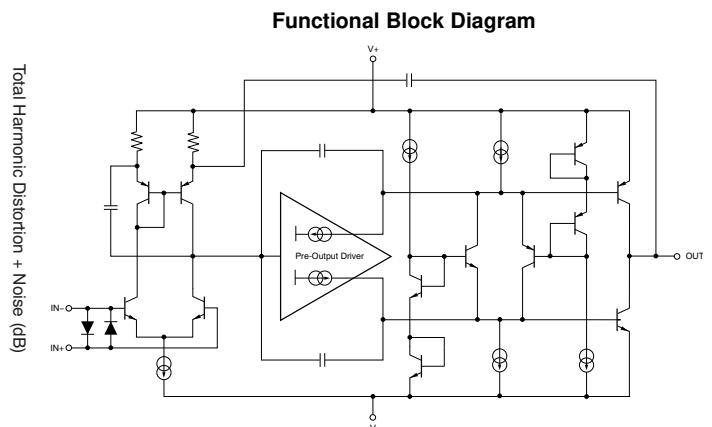 Functional Block Diagram
Total Harmonic Distortion + Noise (dB)
V+
Pre-Output Driver
OUT
IN−
IN+